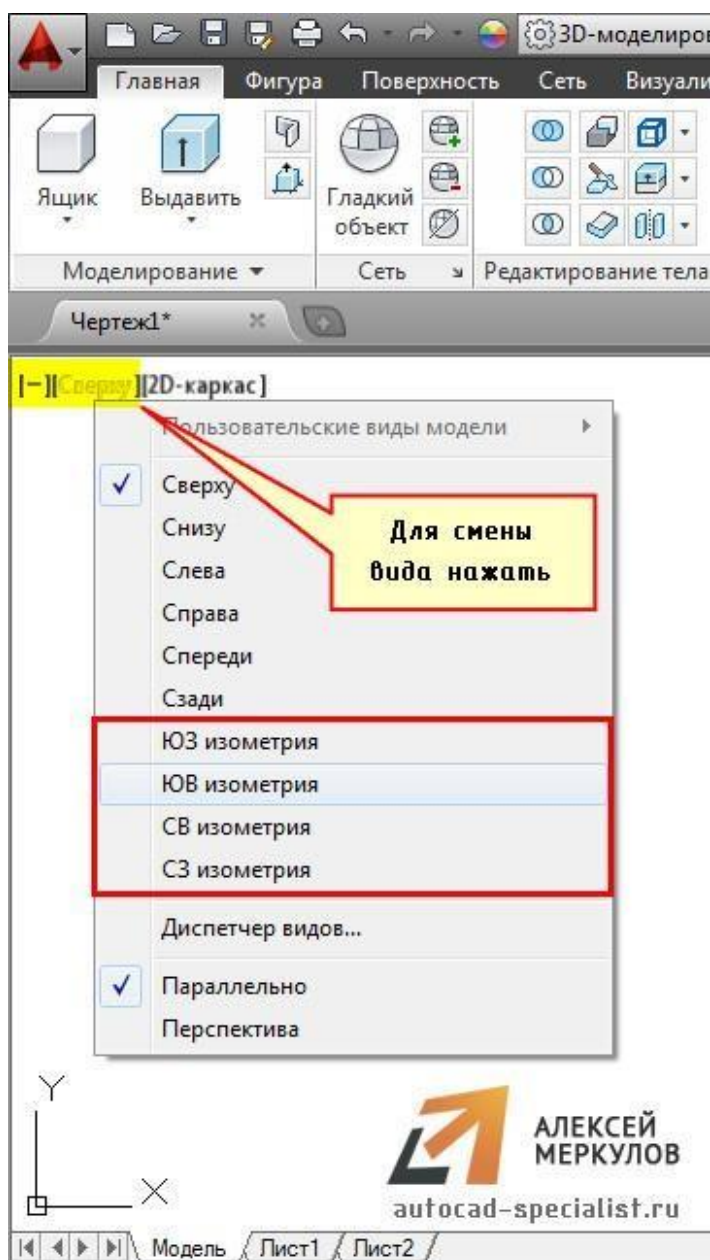 3D-моделиров
Главная Фигура Поверхность Сеть Визуали
Ящик Выдавить Гладкий
объект
Моделирование Сеть Редактирование тела
Чертеж1*
[−][Сверху][2D-каркас]
Пользовательские виды модели
Сверху
Снизу
Слева
Справа
Спереди
Сзади
Для смены
вида нажать
ЮЗ изометрия
ЮВ изометрия
СВ изометрия
СЗ изометрия
Диспетчер видов...
Параллельно
Перспектива
Y
X
АЛЕКСЕЙ
МЕРКУЛОВ
autocad-specialist.ru
Модель Лист1 Лист2